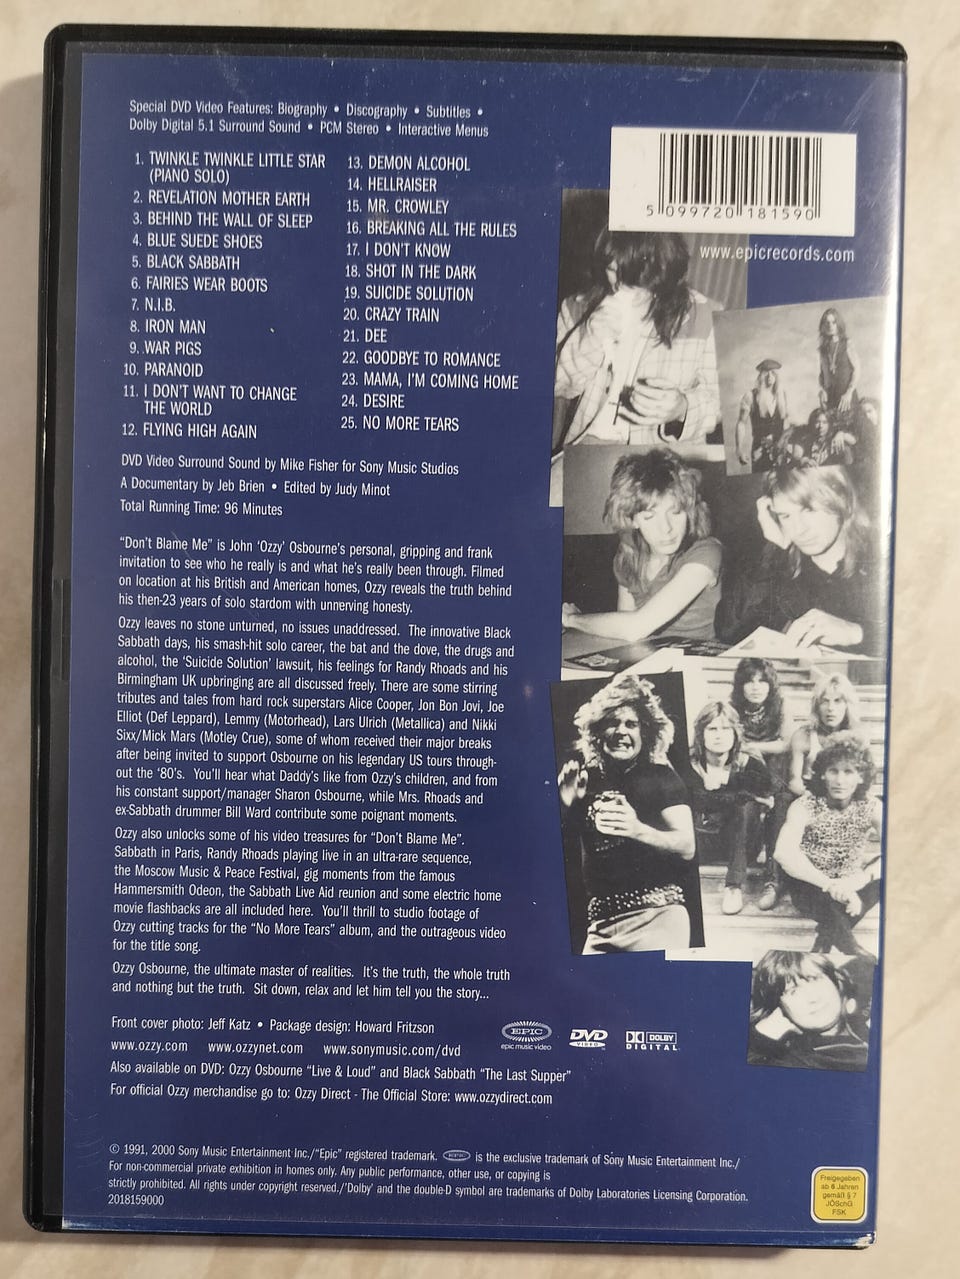 Special DVD Video Features: Biography • Discography • Subtitles •
Dolby Digital 5.1 Surround Sound • PCM Stereo • Interactive Menus
1. TWINKLE TWINKLE LITTLE STAR
(PIANO SOLO)
2. REVELATION MOTHER EARTH
3. BEHIND THE WALL OF SLEEP
4. BLUE SUEDE SHOES
5. BLACK SABBATH
6. FAIRIES WEAR BOOTS
7. N.I.B.
8. IRON MAN
9. WAR PIGS
10. PARANOID
11. I DON'T WANT TO CHANGE
THE WORLD
12. FLYING HIGH AGAIN
13. DEMON ALCOHOL
14. HELLRAISER
15. MR. CROWLEY
16. BREAKING ALL THE RULES
17. I DON'T KNOW
18. SHOT IN THE DARK
19. SUICIDE SOLUTION
20. CRAZY TRAIN
21. DEE
22. GOODBYE TO ROMANCE
23. MAMA, I'M COMING HOME
24. DESIRE
25. NO MORE TEARS
5 099720 181590
www.epicrecords.com
DVD Video Surround Sound by Mike Fisher for Sony Music Studios
A Documentary by Jeb Brien • Edited by Judy Minot
Total Running Time: 96 Minutes
“Don't Blame Me” is John ‘Ozzy’ Osbourne's personal, gripping and frank
invitation to see who he really is and what he's really been through. Filmed
on location at his British and American homes, Ozzy reveals the truth behind
his then-23 years of solo stardom with unnerving honesty.
Ozzy leaves no stone unturned, no issues unaddressed. The innovative Black
Sabbath days, his smash-hit solo career, the bat and the dove, the drugs and
alcohol, the ‘Suicide Solution’ lawsuit, his feelings for Randy Rhoads and his
Birmingham UK upbringing are all discussed freely. There are some stirring
tributes and tales from hard rock superstars Alice Cooper, Jon Bon Jovi, Joe
Elliot (Def Leppard), Lemmy (Motorhead), Lars Ulrich (Metallica) and Nikki
Sixx/Mick Mars (Motley Crue), some of whom received their major breaks
after being invited to support Osbourne on his legendary US tours through-
out the ‘80's. You'll hear what Daddy's like from Ozzy's children, and from
his constant support/manager Sharon Osbourne, while Mrs. Rhoads and
ex-Sabbath drummer Bill Ward contribute some poignant moments.
Ozzy also unlocks some of his video treasures for “Don't Blame Me”.
Sabbath in Paris, Randy Rhoads playing live in an ultra-rare sequence,
the Moscow Music & Peace Festival, gig moments from the famous
Hammersmith Odeon, the Sabbath Live Aid reunion and some electric home
movie flashbacks are all included here. You'll thrill to studio footage of
Ozzy cutting tracks for the “No More Tears” album, and the outrageous video
for the title song.
Ozzy Osbourne, the ultimate master of realities. It's the truth, the whole truth
and nothing but the truth. Sit down, relax and let him tell you the story...
Front cover photo: Jeff Katz • Package design: Howard Fritzson
www.ozzy.com www.ozzynet.com www.sonymusic.com/dvd
EPIC
epic music video
DVD
VIDEO
DOLBY
DIGITAL
Also available on DVD: Ozzy Osbourne “Live & Loud” and Black Sabbath “The Last Supper”
For official Ozzy merchandise go to: Ozzy Direct - The Official Store: www.ozzydirect.com
© 1991, 2000 Sony Music Entertainment Inc./“Epic” registered trademark. EPIC is the exclusive trademark of Sony Music Entertainment Inc./
For non-commercial private exhibition in homes only. Any public performance, other use, or copying is
strictly prohibited. All rights under copyright reserved./‘Dolby’ and the double-D symbol are trademarks of Dolby Laboratories Licensing Corporation.
2018159000
Freigegeben
ab 6 Jahren
gemäß § 7
JÖSchG
FSK